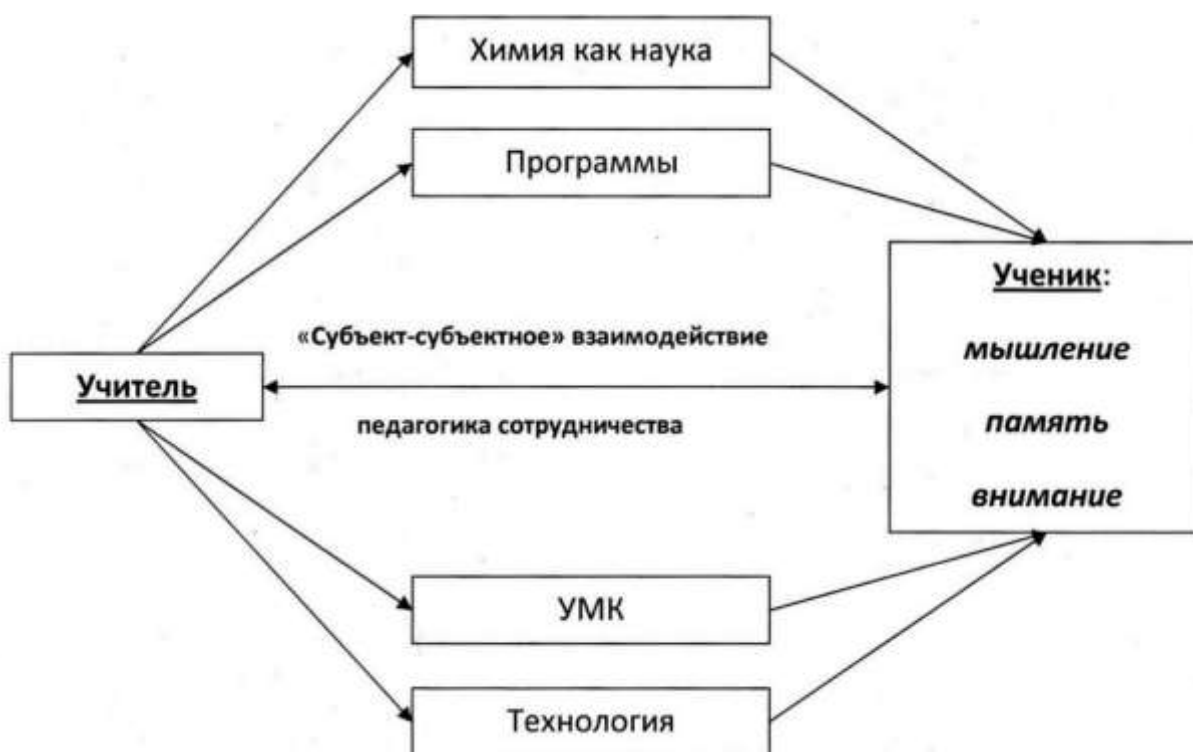 Химия как наука
Программы
«Субъект-субъектное» взаимодействие
Учитель
педагогика сотрудничества
Ученик:
мышление
память
внимание
УМК
Технология